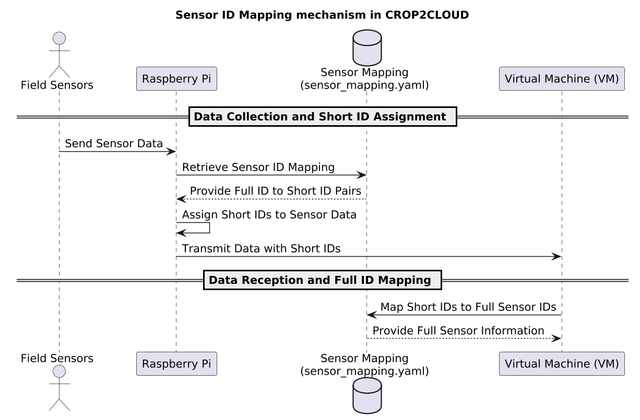 Sensor ID Mapping mechanism in CROP2CLOUD
Field Sensors
Raspberry Pi
Sensor Mapping
(sensor_mapping.yaml)
Virtual Machine (VM)
Data Collection and Short ID Assignment
Send Sensor Data
Retrieve Sensor ID Mapping
Provide Full ID to Short ID Pairs
Assign Short IDs to Sensor Data
Transmit Data with Short IDs
Data Reception and Full ID Mapping
Map Short IDs to Full Sensor IDs
Provide Full Sensor Information
Field Sensors
Raspberry Pi
Sensor Mapping
(sensor_mapping.yaml)
Virtual Machine (VM)